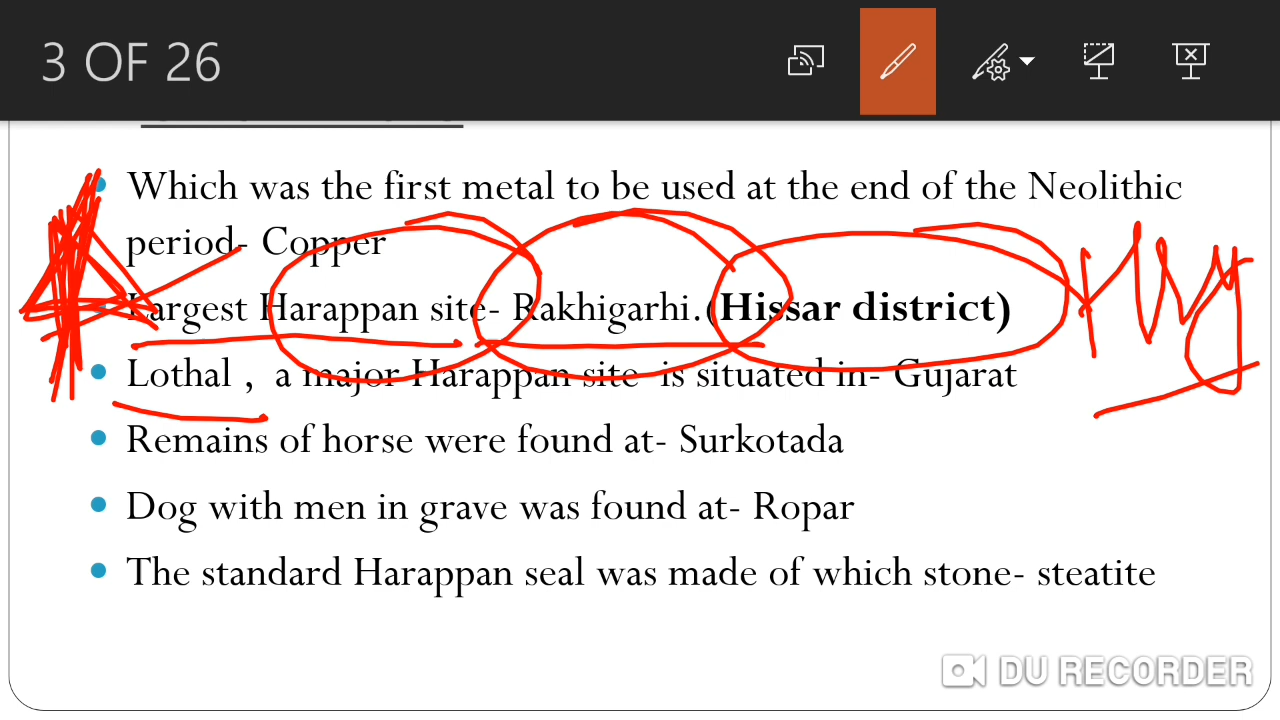 3 OF 26
Which was the first metal to be used at the end of the Neolithic
period- Copper
Largest Harappan site- Rakhigarhi.(Hissar district)
Lothal , a major Harappan site is situated in- Gujarat
Remains of horse were found at- Surkotada
Dog with men in grave was found at- Ropar
The standard Harappan seal was made of which stone- steatite
DU RECORDER